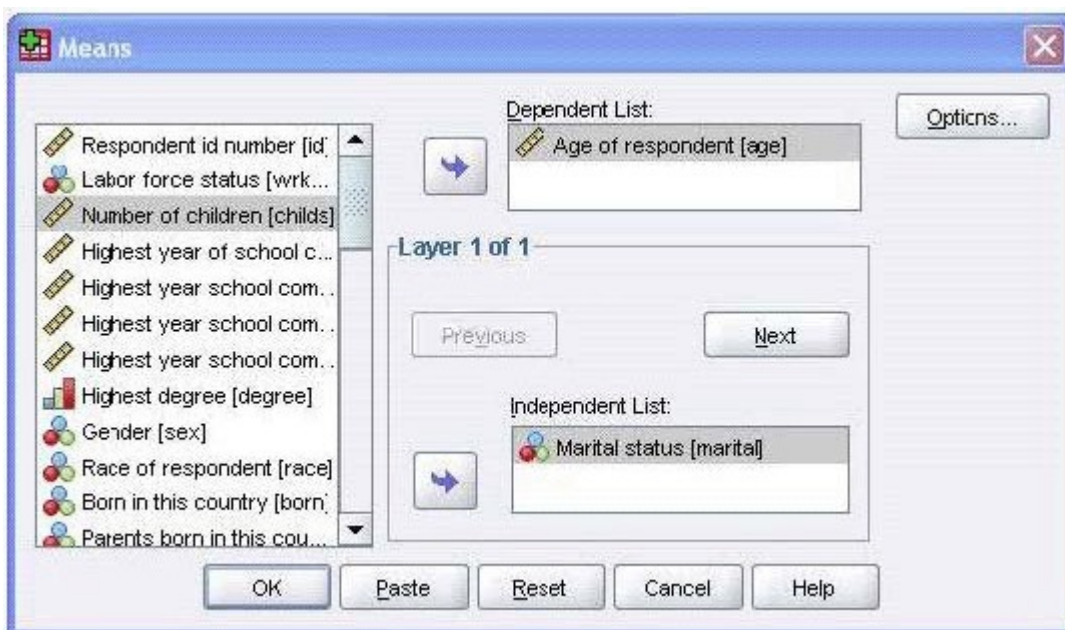 Means
Dependent List:
Options...
Respondent id number [id]
Labor force status [wrk...
Number of children [childs]
Highest year of school c...
Highest year school com...
Highest year school com...
Highest year school com...
Highest degree [degree]
Gender [sex]
Race of respondent [race]
Born in this country [born]
Parents born in this cou...
Age of respondent [age]
Layer 1 of 1
Previous
Next
Independent List:
Marital status [marital]
OK
Paste
Reset
Cancel
Help